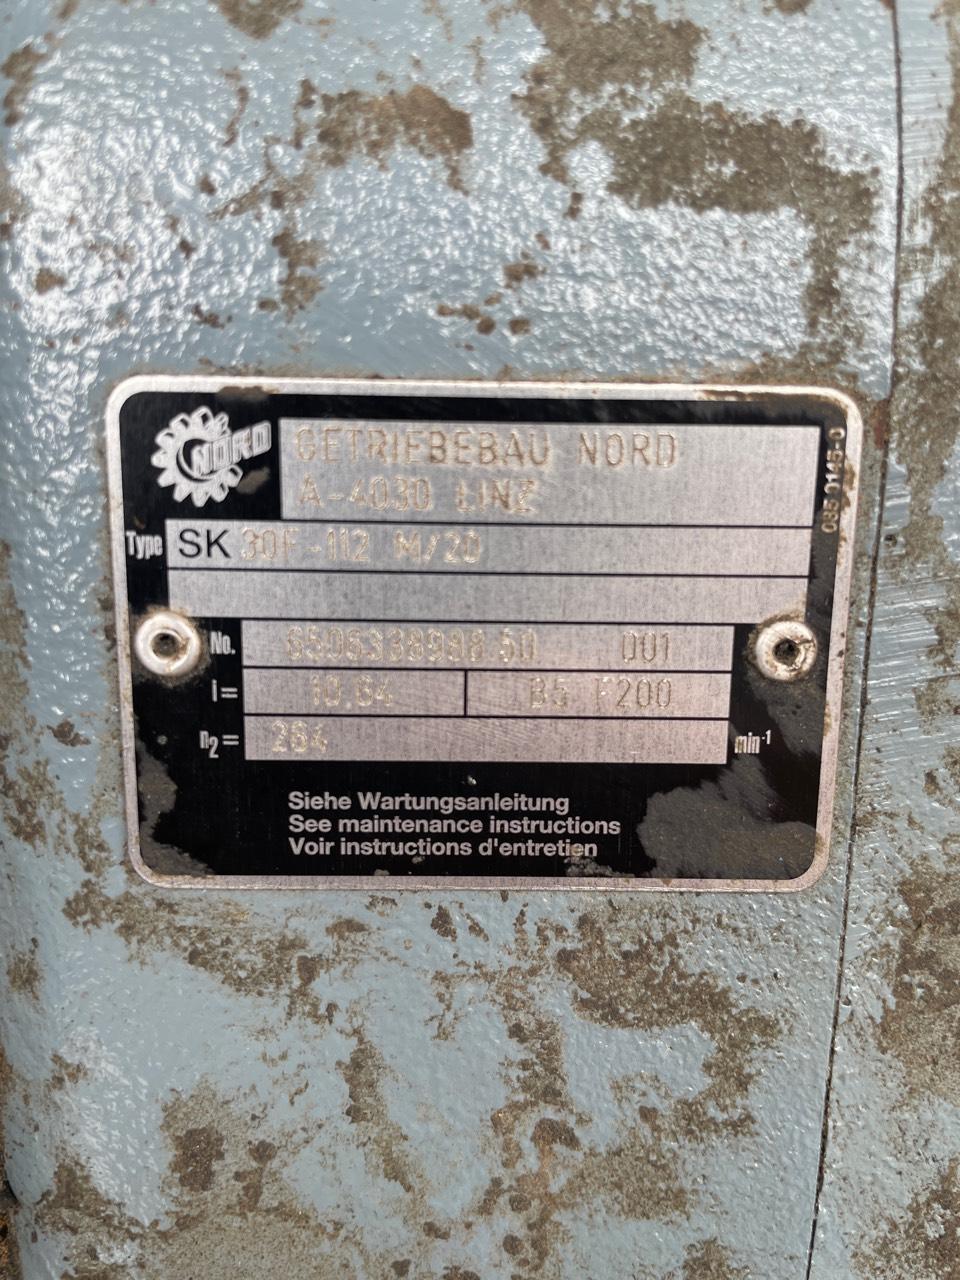 NORD
GETRIEBEBAU NORD
A-4030 LINZ
Type SK 30F-112 M/20
No. 6506338988 50 001
i= 10,64 B5 F200
n2= 264 min-1
Siehe Wartungsanleitung
See maintenance instructions
Voir instructions d'entretien